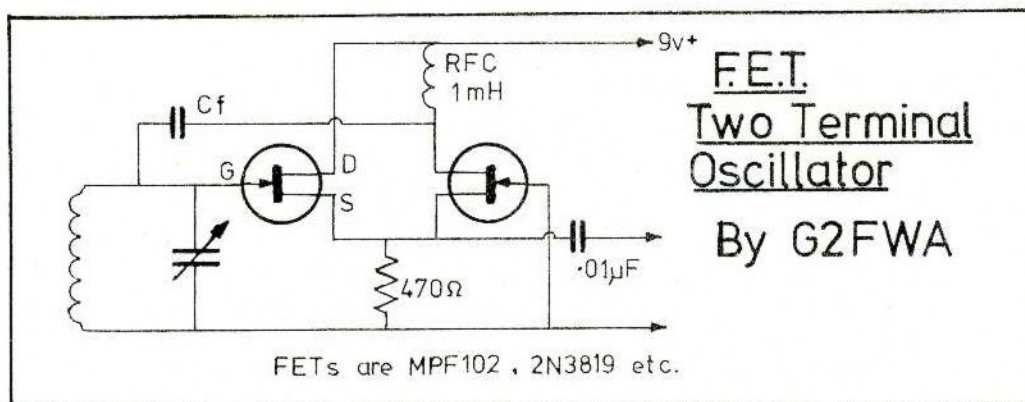 9v+
RFC
1mH
Cf
G
D
S
.01µF
470Ω
FETs are MPF102 , 2N3819 etc.
F.E.T.
Two Terminal
Oscillator
By G2FWA